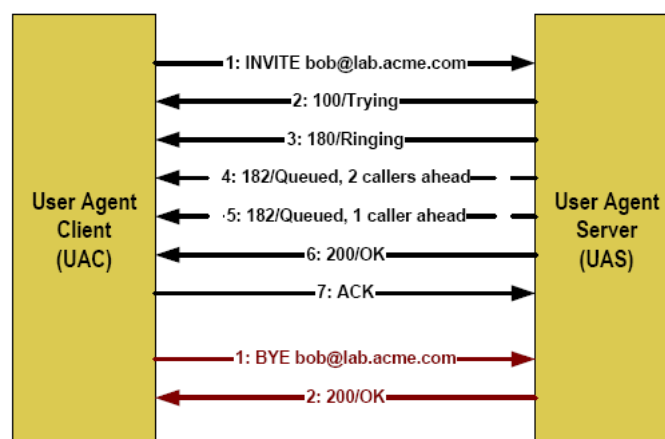 1: INVITE bob@lab.acme.com
2: 100/Trying
3: 180/Ringing
4: 182/Queued, 2 callers ahead
5: 182/Queued, 1 caller ahead
6: 200/OK
7: ACK
1: BYE bob@lab.acme.com
2: 200/OK
User Agent
Client
(UAC)
User Agent
Server
(UAS)